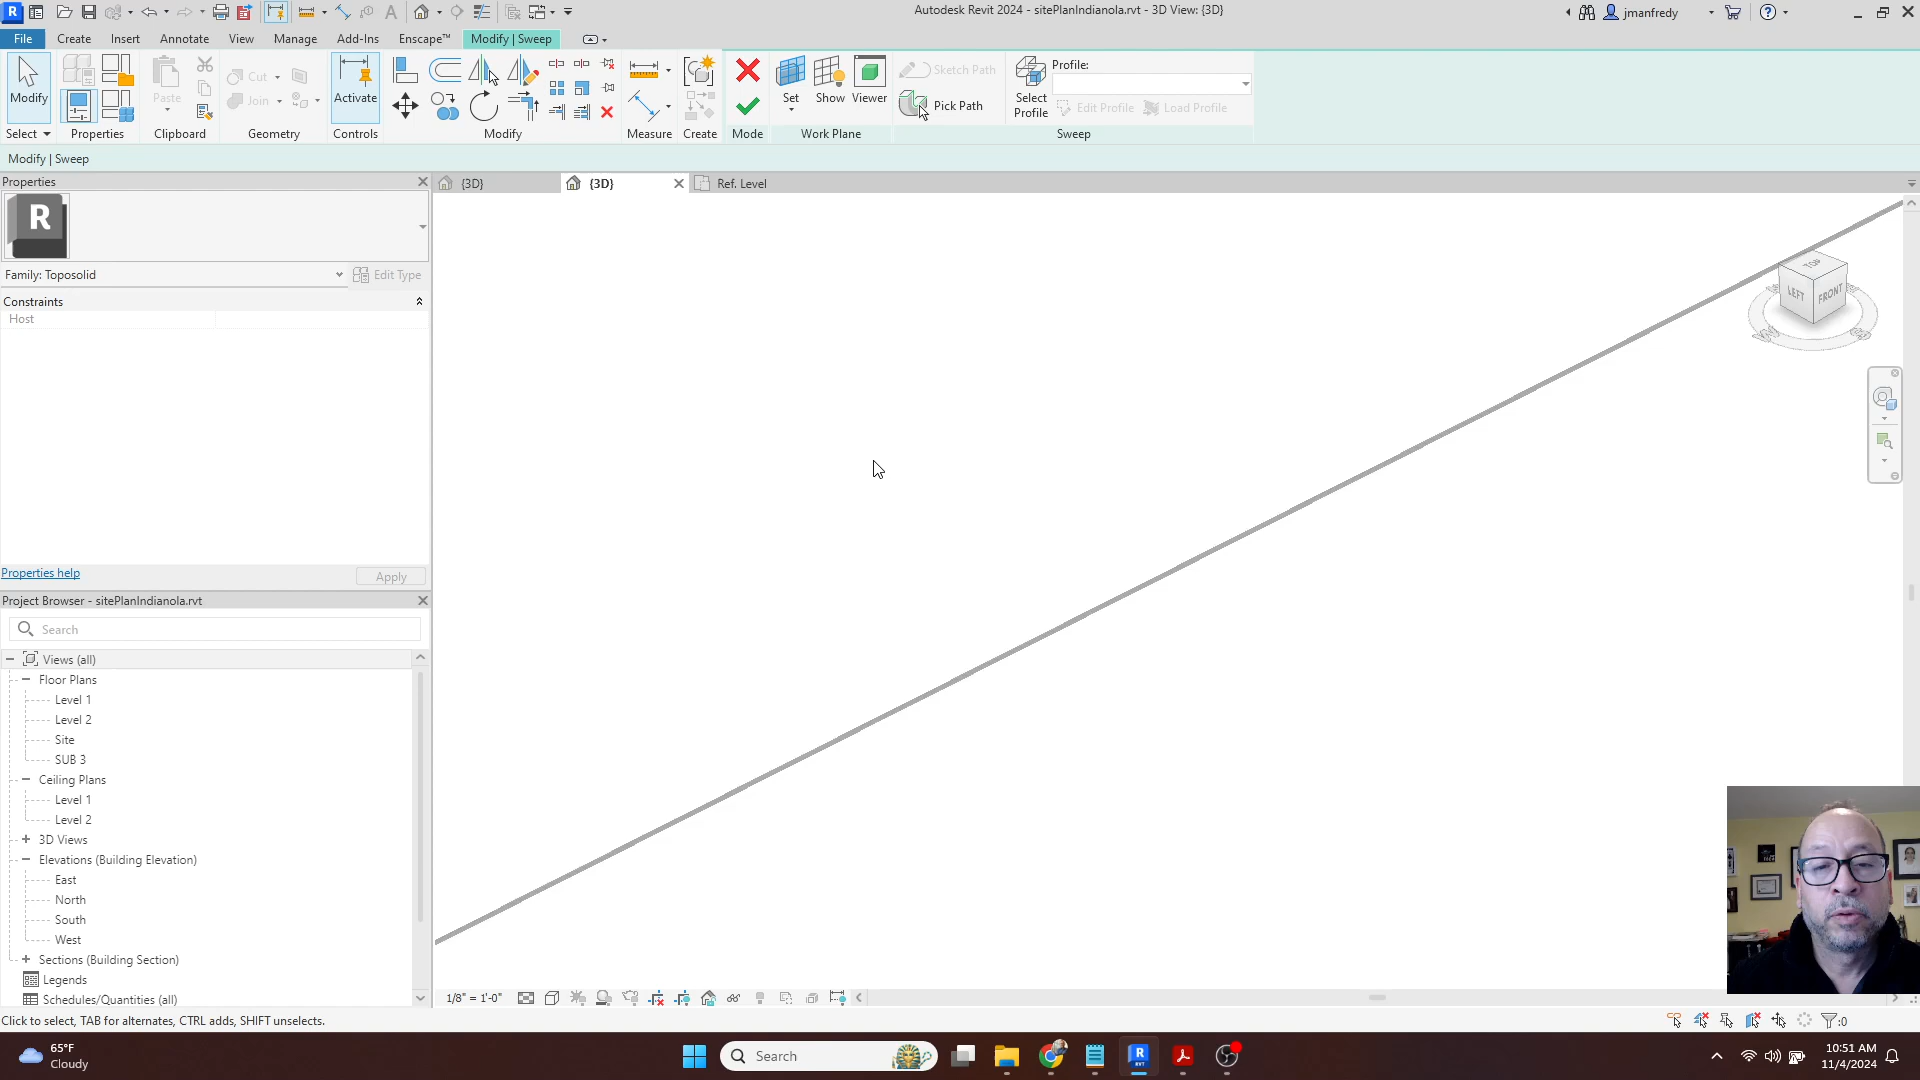 Autodesk Revit 2024 - sitePlanIndianola.rvt - 3D View: {3D}
jmanfredy
File Create Insert Annotate View Manage Add-Ins Enscape™ Modify | Sweep
Modify
Paste
Cut
Join
Activate
Set
Show
Viewer
Sketch Path
Pick Path
Select
Profile
Profile:
Edit Profile
Load Profile
Select Properties Clipboard Geometry Controls Modify Measure Create Mode Work Plane Sweep
Modify | Sweep
Properties
R
Family: Toposolid
Edit Type
Constraints
Host
Properties help
Apply
Project Browser - sitePlanIndianola.rvt
Search
Views (all)
Floor Plans
Level 1
Level 2
Site
SUB 3
Ceiling Plans
Level 1
Level 2
3D Views
Elevations (Building Elevation)
East
North
South
West
Sections (Building Section)
Legends
Schedules/Quantities (all)
{3D}
{3D}
Ref. Level
TOP
LEFT
FRONT
1/8" = 1'-0"
Click to select, TAB for alternates, CTRL adds, SHIFT unselects.
:0
65°F
Cloudy
Search
10:51 AM
11/4/2024